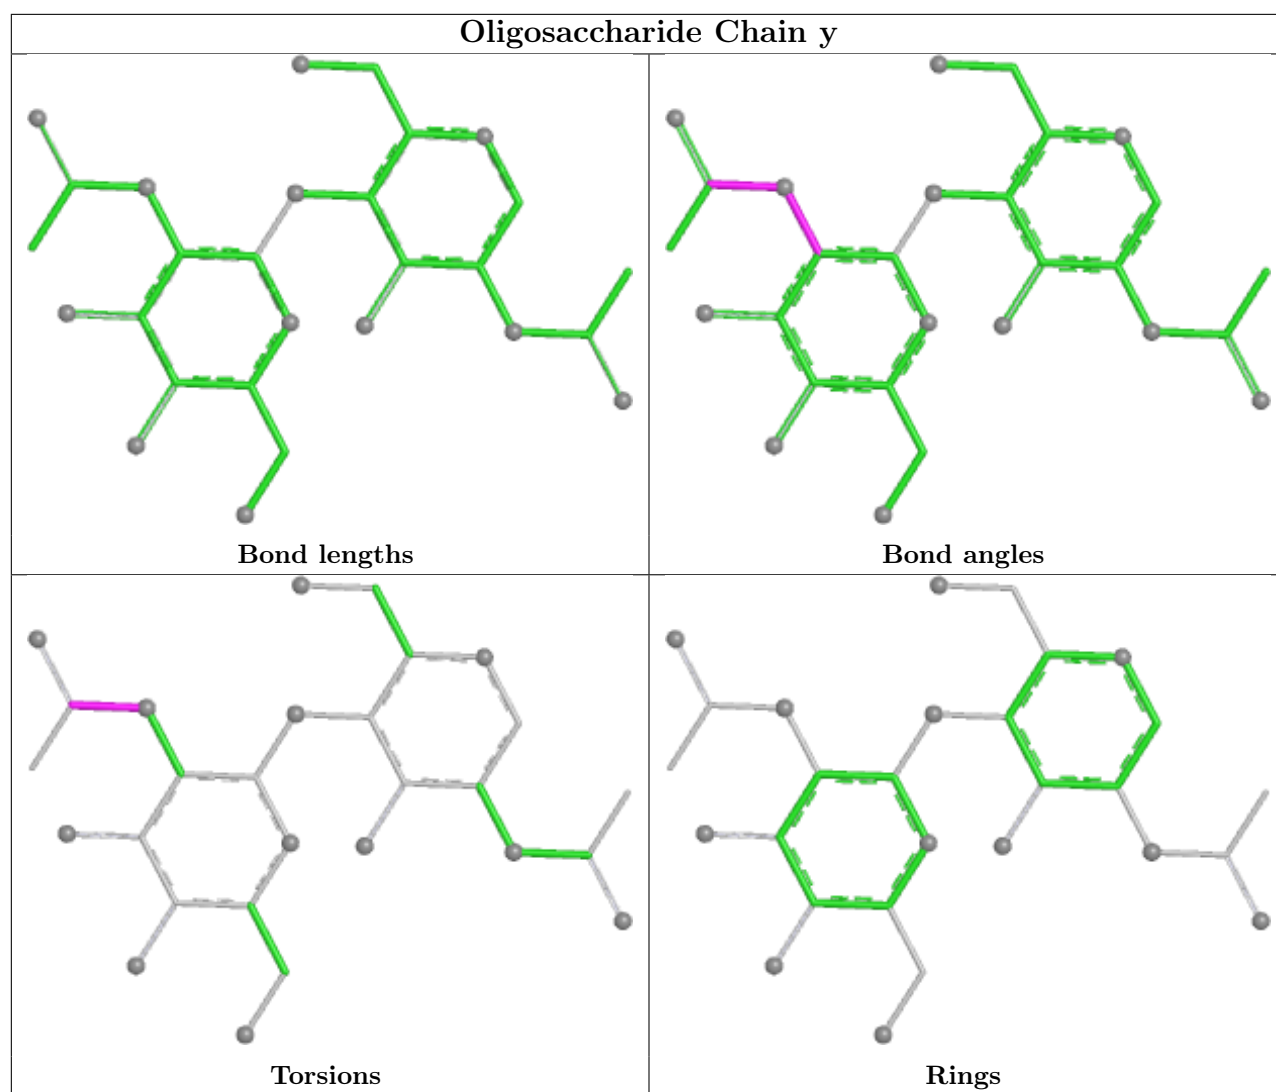 Oligosaccharide Chain y
Bond lengths
Bond angles
Torsions
Rings